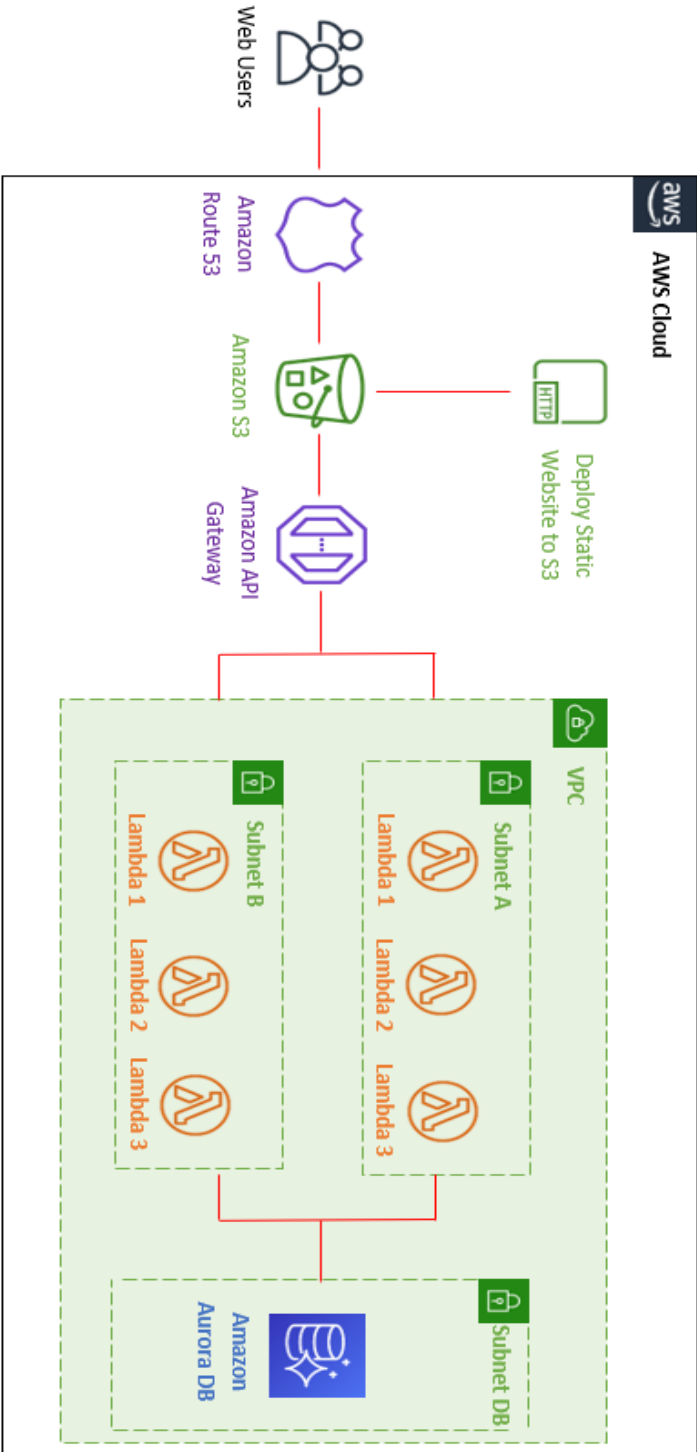 aws
AWS Cloud
Web Users
Amazon
Route 53
Amazon S3
HTTP
Deploy Static
Website to S3
Amazon API
Gateway
VPC
Subnet A
Lambda 1
Lambda 2
Lambda 3
Subnet B
Lambda 1
Lambda 2
Lambda 3
Subnet DB
Amazon
Aurora DB